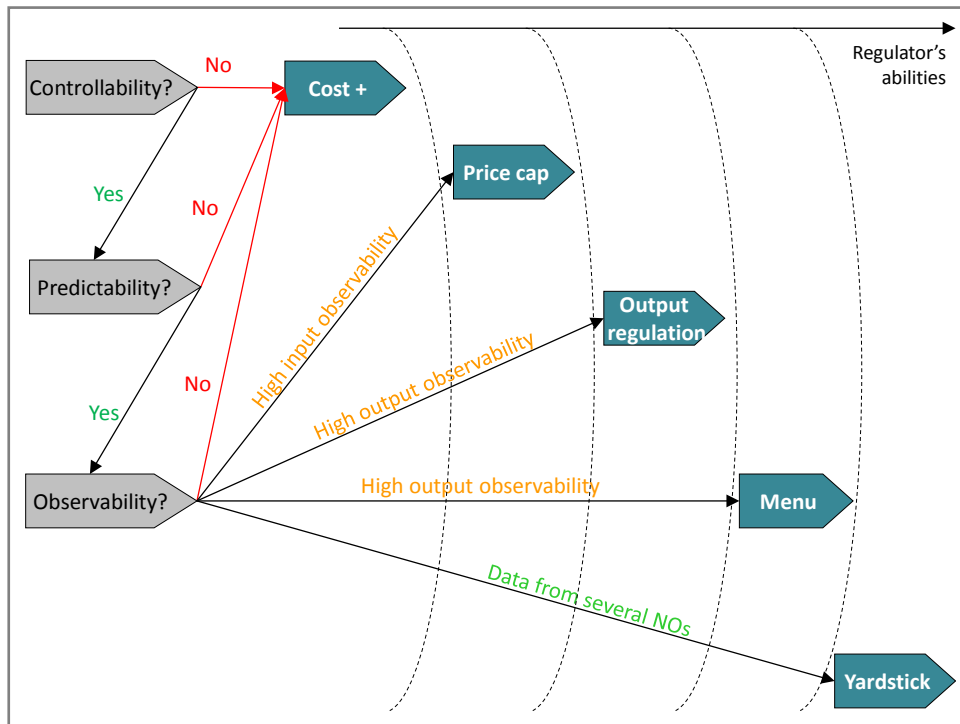 Regulator's
abilities
Controllability?
No
Cost +
Price cap
Yes
No
Predictability?
High input observability
Output
regulation
No
High output observability
Yes
Observability?
High output observability
Menu
Data from several NOs
Yardstick